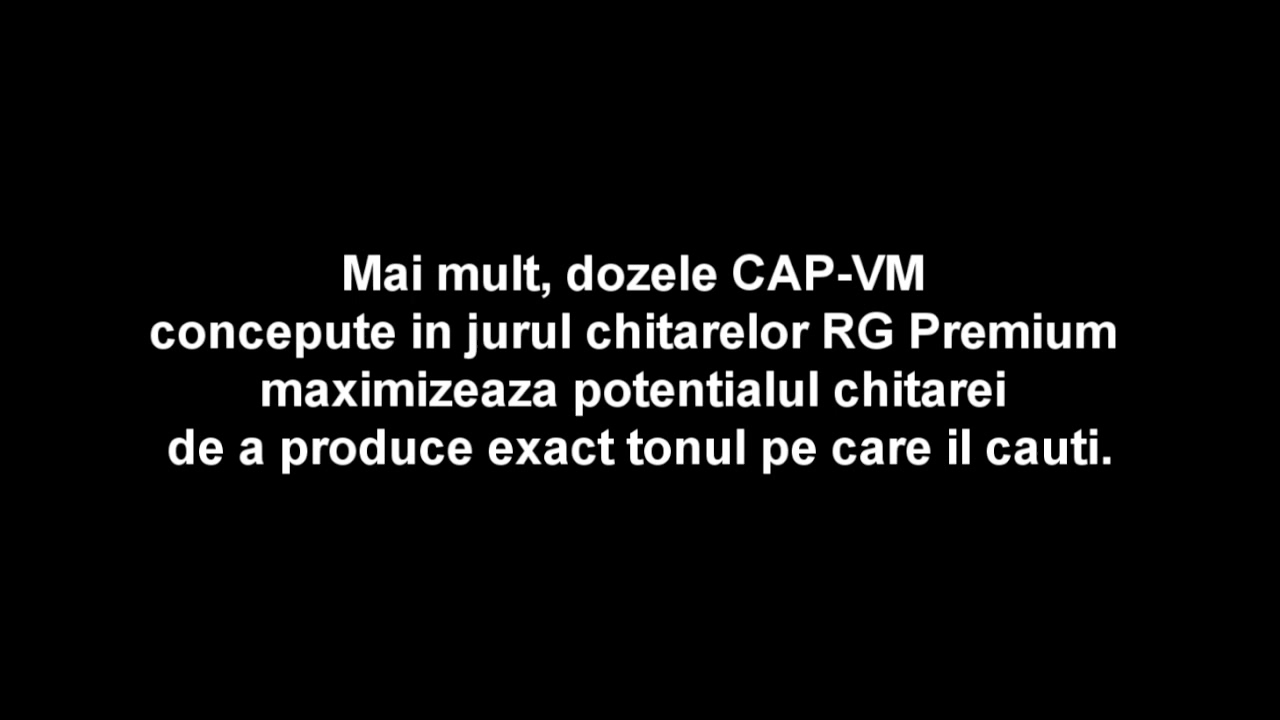 Mai mult, dozele CAP-VM
concepute in jurul chitarelor RG Premium
maximizeaza potentialul chitarei
de a produce exact tonul pe care il cauti.